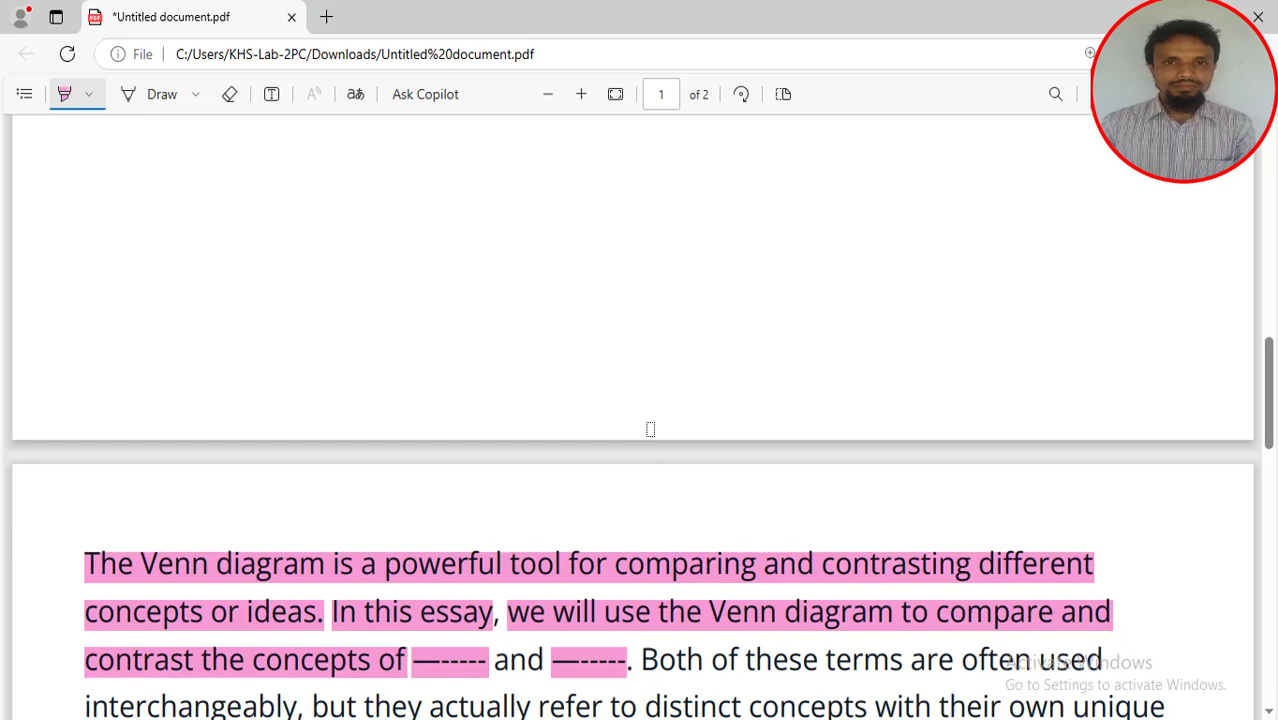 *Untitled document.pdf
File C:/Users/KHS-Lab-2PC/Downloads/Untitled%20document.pdf
Draw Ask Copilot 1 of 2
The Venn diagram is a powerful tool for comparing and contrasting different
concepts or ideas. In this essay, we will use the Venn diagram to compare and
contrast the concepts of —----- and —-----. Both of these terms are often used
interchangeably, but they actually refer to distinct concepts with their own unique
Activate Windows
Go to Settings to activate Windows.